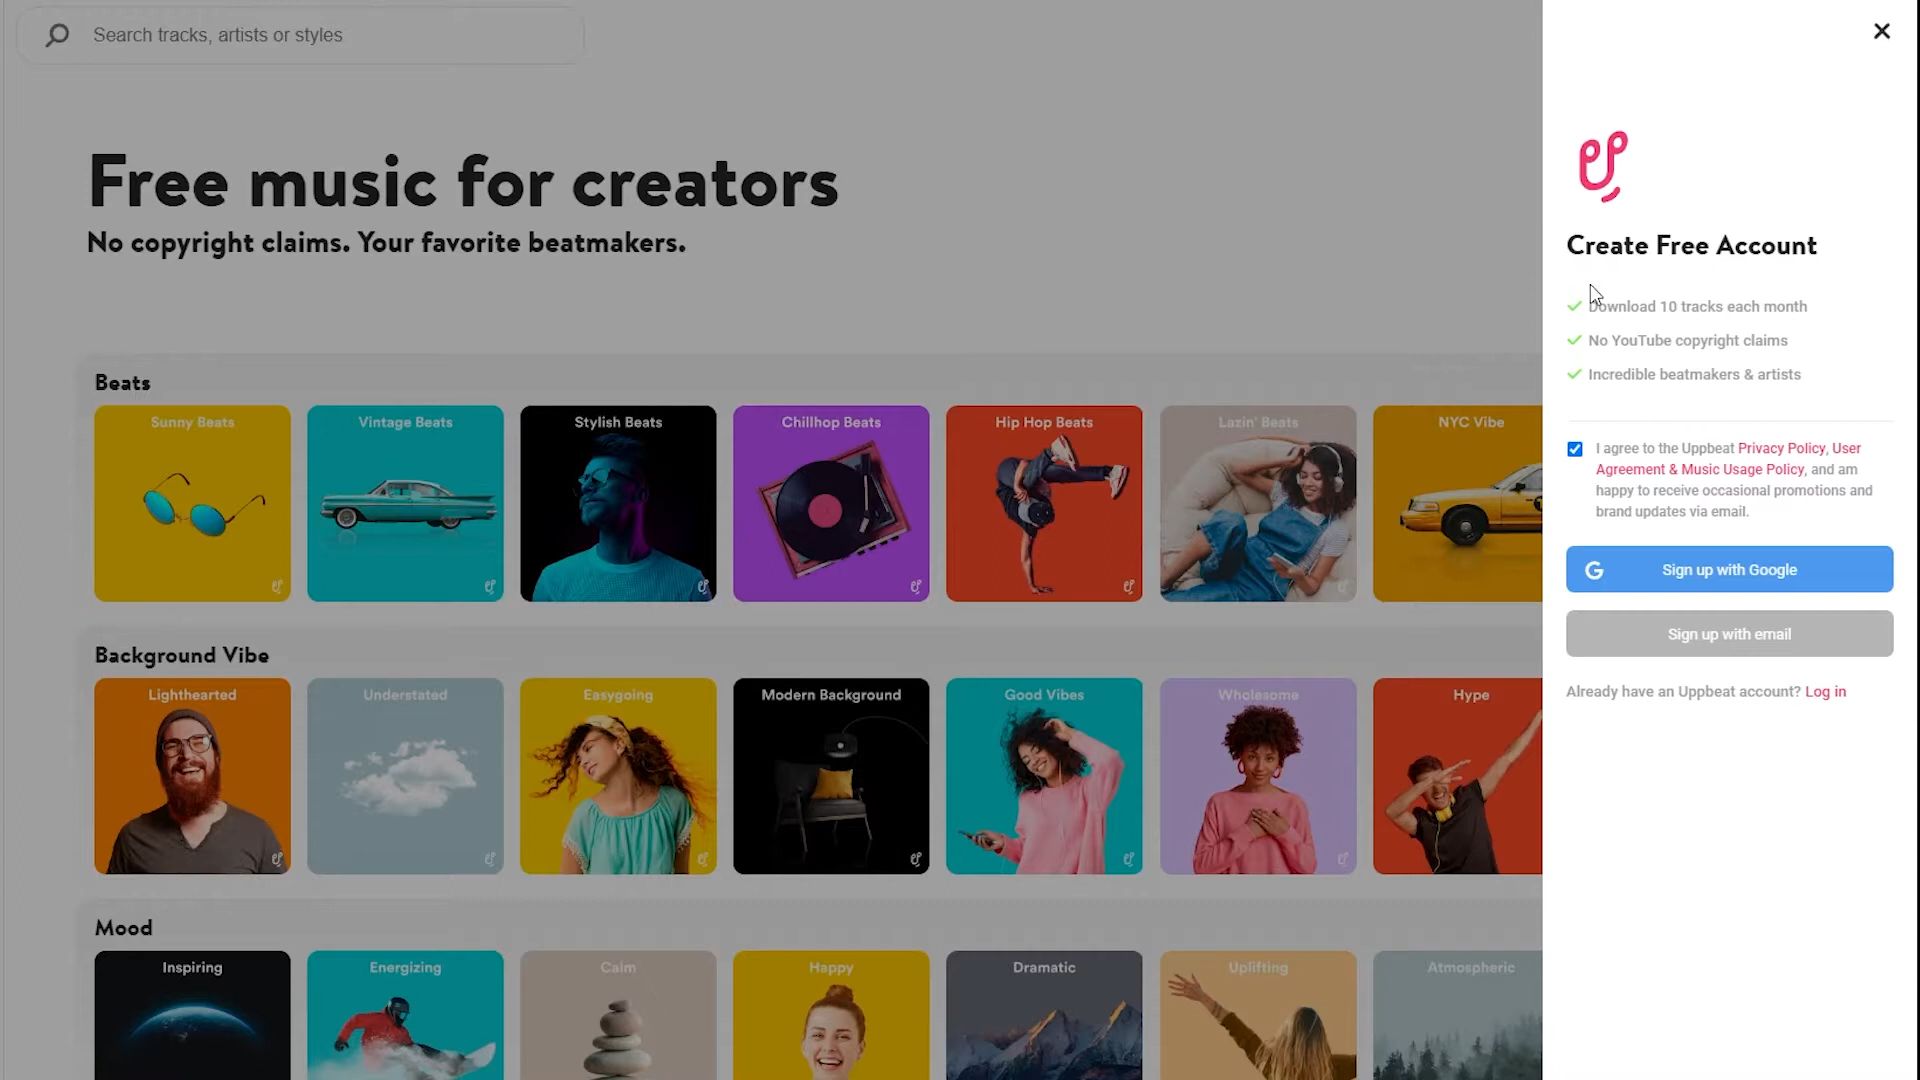 Search tracks, artists or styles
Free music for creators
No copyright claims. Your favorite beatmakers.
Beats
Sunny Beats
Vintage Beats
Stylish Beats
Chillhop Beats
Hip Hop Beats
Lazin' Beats
NYC Vibe
Background Vibe
Lighthearted
Understated
Easygoing
Modern Background
Good Vibes
Wholesome
Hype
Mood
Inspiring
Energizing
Calm
Happy
Dramatic
Uplifting
Atmospheric
Create Free Account
Download 10 tracks each month
No YouTube copyright claims
Incredible beatmakers & artists
I agree to the Uppbeat Privacy Policy, User
Agreement & Music Usage Policy, and am
happy to receive occasional promotions and
brand updates via email.
Sign up with Google
Sign up with email
Already have an Uppbeat account? Log in